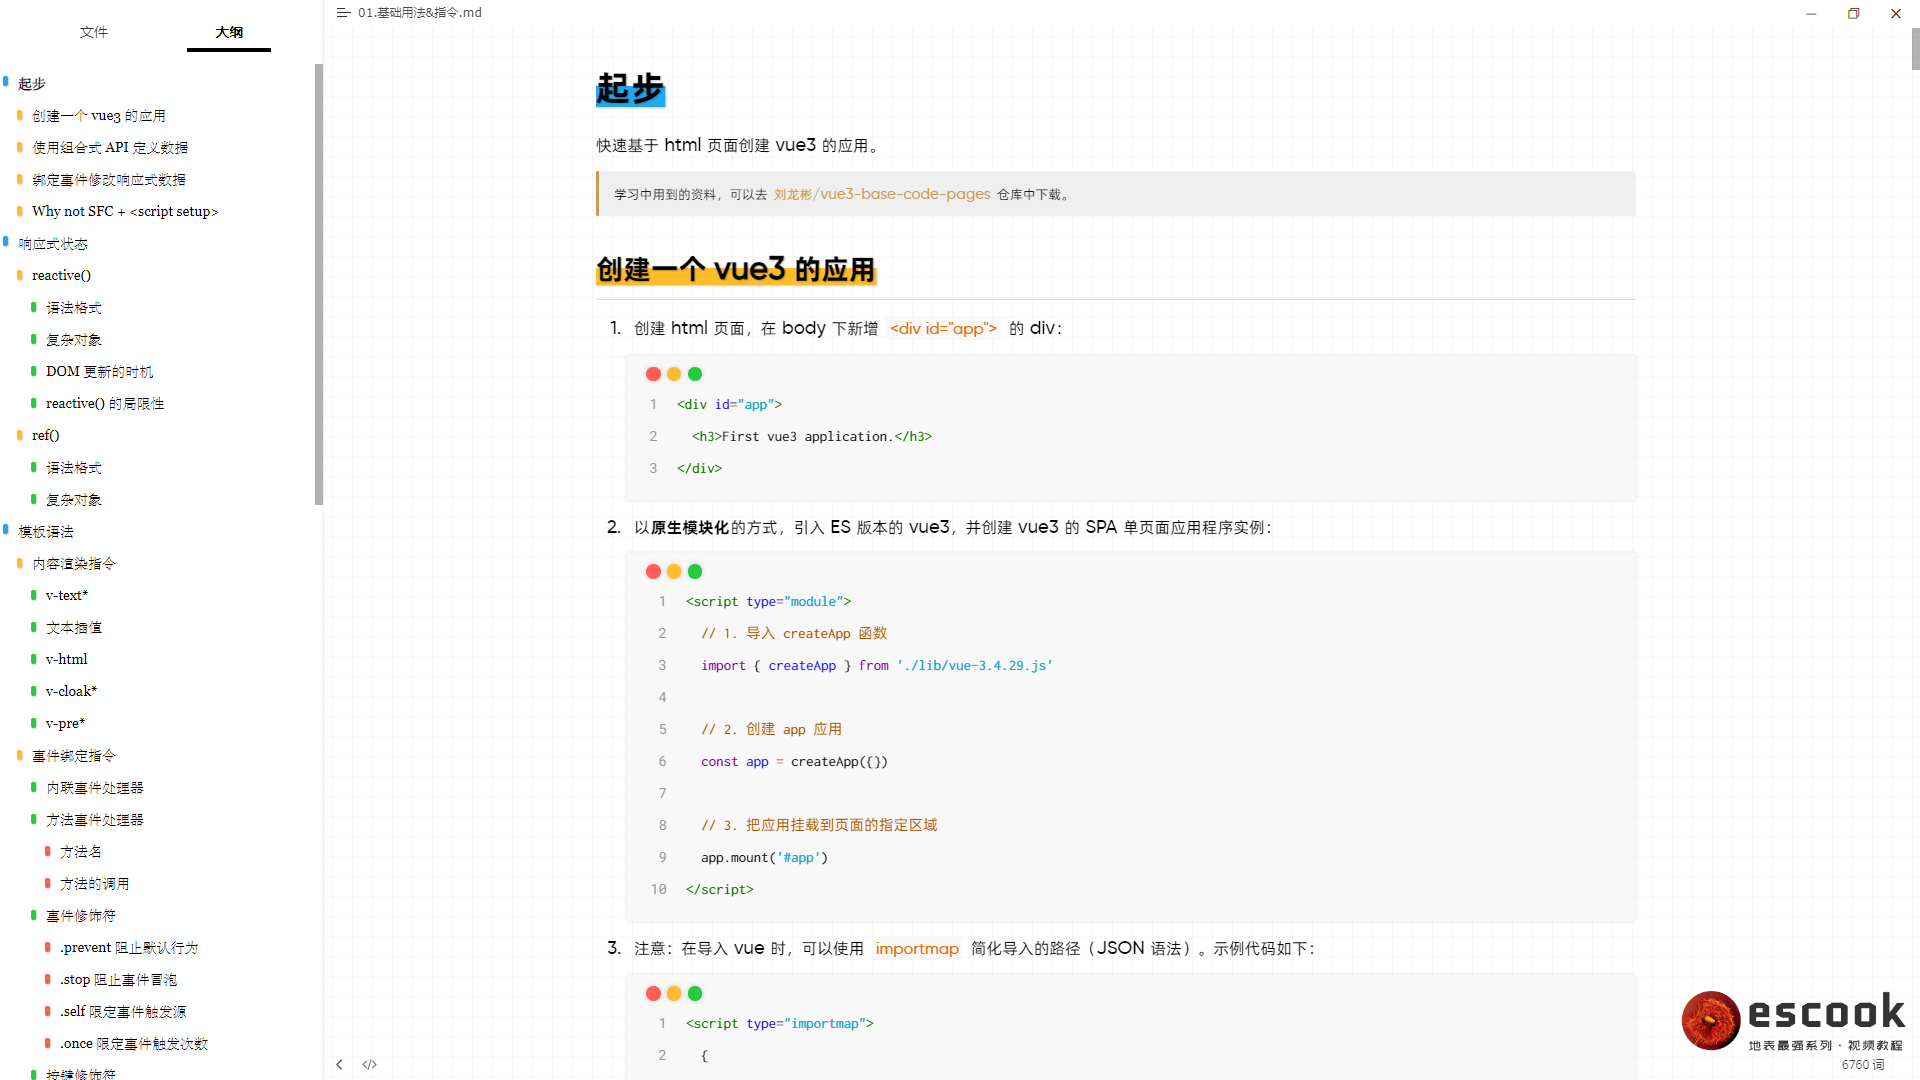 文件
大纲
01.基础用法&指令.md
起步
创建一个 vue3 的应用
使用组合式 API 定义数据
绑定事件修改响应式数据
Why not SFC + <script setup>
响应式状态
reactive()
语法格式
复杂对象
DOM 更新的时机
reactive() 的局限性
ref()
语法格式
复杂对象
模板语法
内容渲染指令
v-text*
文本插值
v-html
v-cloak*
v-pre*
事件绑定指令
内联事件处理器
方法事件处理器
方法名
方法的调用
事件修饰符
.prevent 阻止默认行为
.stop 阻止事件冒泡
.self 限定事件触发源
.once 限定事件触发次数
按键修饰符
起步
快速基于 html 页面创建 vue3 的应用。
学习中用到的资料，可以去 刘龙彬/vue3-base-code-pages 仓库中下载。
创建一个 vue3 的应用
1. 创建 html 页面，在 body 下新增 <div id="app"> 的 div：
1 <div id="app">
2 <h3>First vue3 application.</h3>
3 </div>
2. 以原生模块化的方式，引入 ES 版本的 vue3，并创建 vue3 的 SPA 单页面应用程序实例：
1 <script type="module">
2 // 1. 导入 createApp 函数
3 import { createApp } from './lib/vue-3.4.29.js'
4
5 // 2. 创建 app 应用
6 const app = createApp({})
7
8 // 3. 把应用挂载到页面的指定区域
9 app.mount('#app')
10 </script>
3. 注意：在导入 vue 时，可以使用 importmap 简化导入的路径（JSON 语法）。示例代码如下：
1 <script type="importmap">
2 {
</> 
escook
地表最强系列·视频教程
6760 词